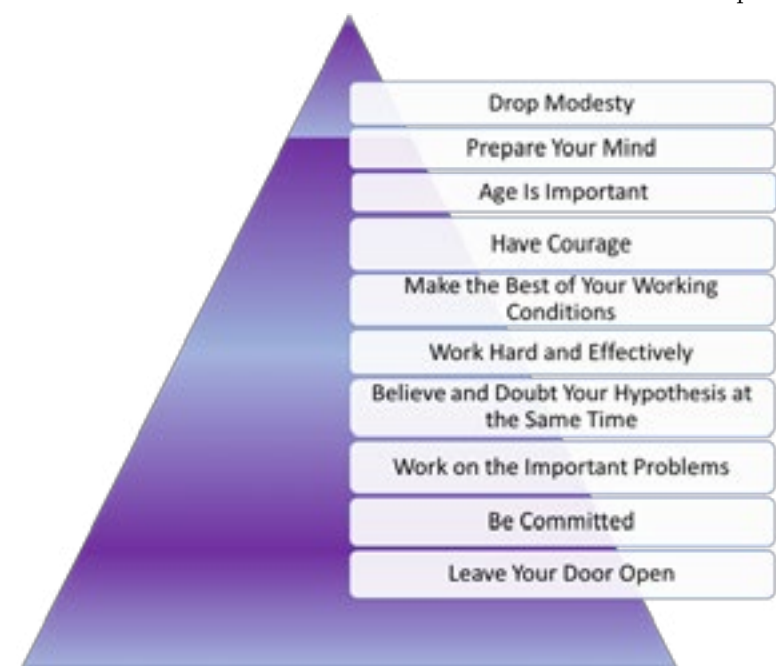 Drop Modesty
Prepare Your Mind
Age Is Important
Have Courage
Make the Best of Your Working
Conditions
Work Hard and Effectively
Believe and Doubt Your Hypothesis at
the Same Time
Work on the Important Problems
Be Committed
Leave Your Door Open